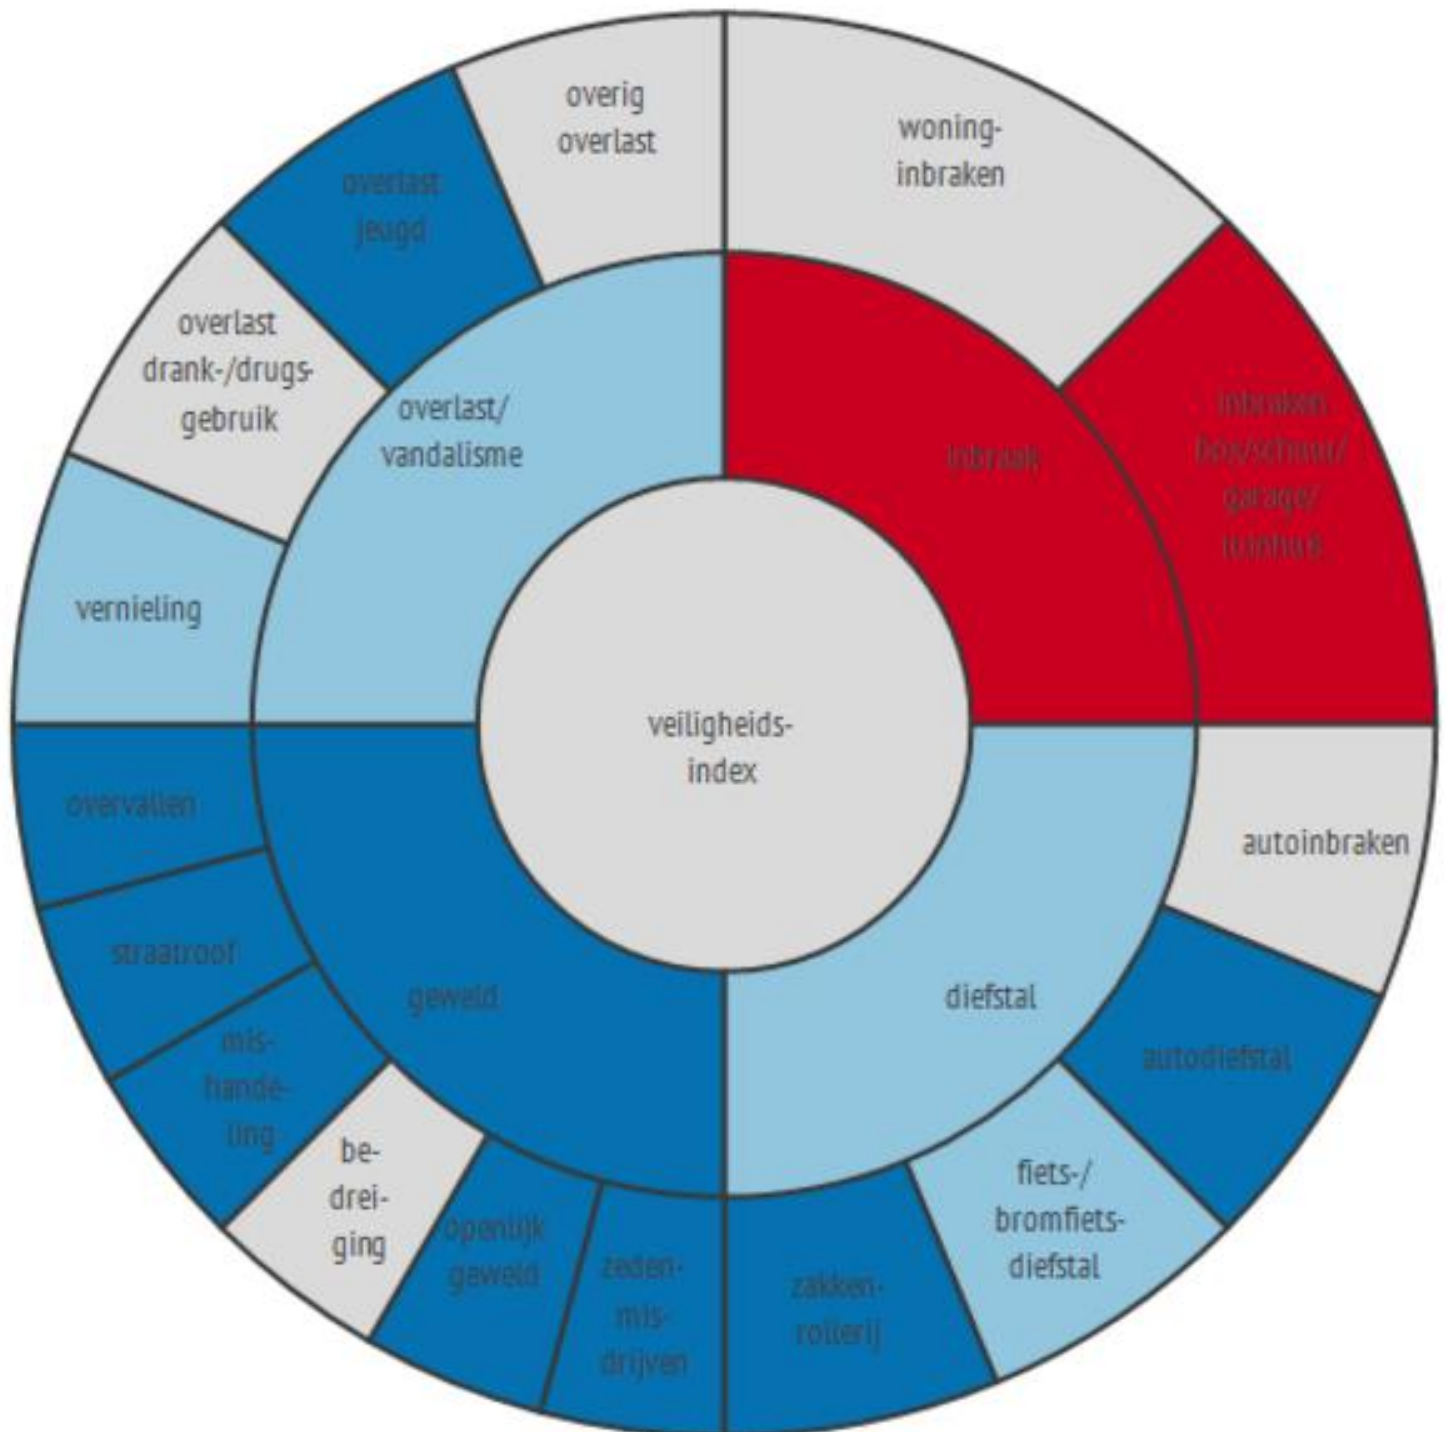 overig
overlast
woning-
inbraken
overlast
jeugd
overlast
drank-/drugs-
gebruik
overlast/
vandalisme
inbraak
inbraken
box/schuur/
garage/
tuinhuis
vernieling
veiligheids-
index
overvallen
autoinbraken
straatroof
geweld
diefstal
mis-
hande-
ling
autodiefstal
be-
drei-
ging
openlijk
geweld
zeden-
mis-
drijven
zakken-
rollerij
fiets-/
bromfiets-
diefstal